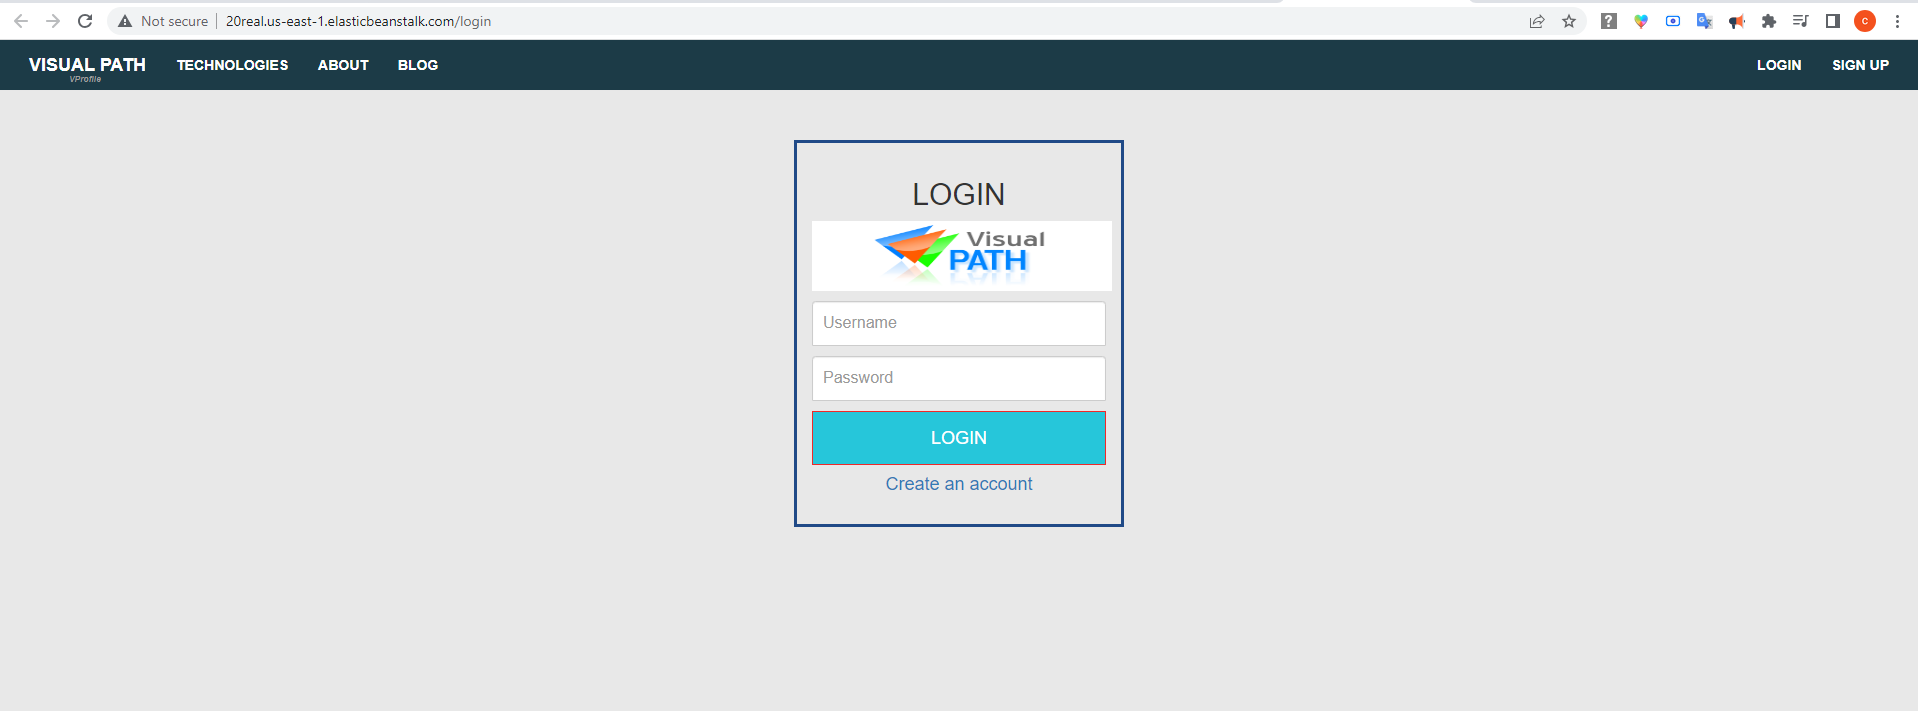 Not secure 20real.us-east-1.elasticbeanstalk.com/login
C
VISUAL PATH TECHNOLOGIES ABOUT BLOG LOGIN SIGN UP
VProfile
LOGIN
Visual
PATH
Username
Password
LOGIN
Create an account